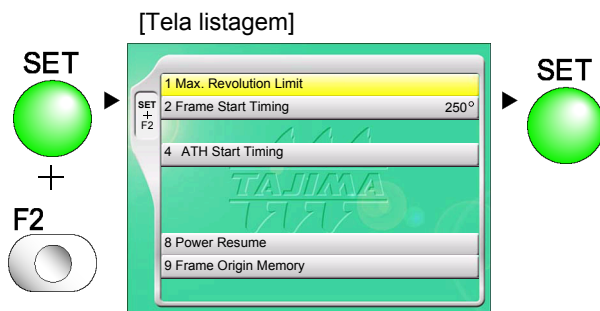 [Tela listagem]
SET
+
F2
SET
+
F2
1 Max. Revolution Limit
2 Frame Start Timing 250°
4 ATH Start Timing
TAJIMA
8 Power Resume
9 Frame Origin Memory
SET